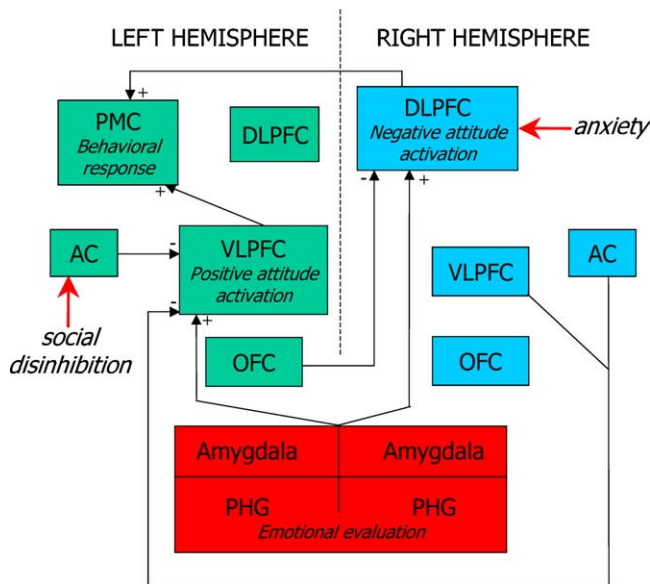 LEFT HEMISPHERE
RIGHT HEMISPHERE
+
PMC
Behavioral
response
DLPFC
DLPFC
Negative attitude
activation
anxiety
+
-
+
AC
-
VLPFC
Positive attitude
activation
VLPFC
AC
-
+
social
disinhibition
OFC
OFC
Amygdala
Amygdala
PHG
PHG
Emotional evaluation